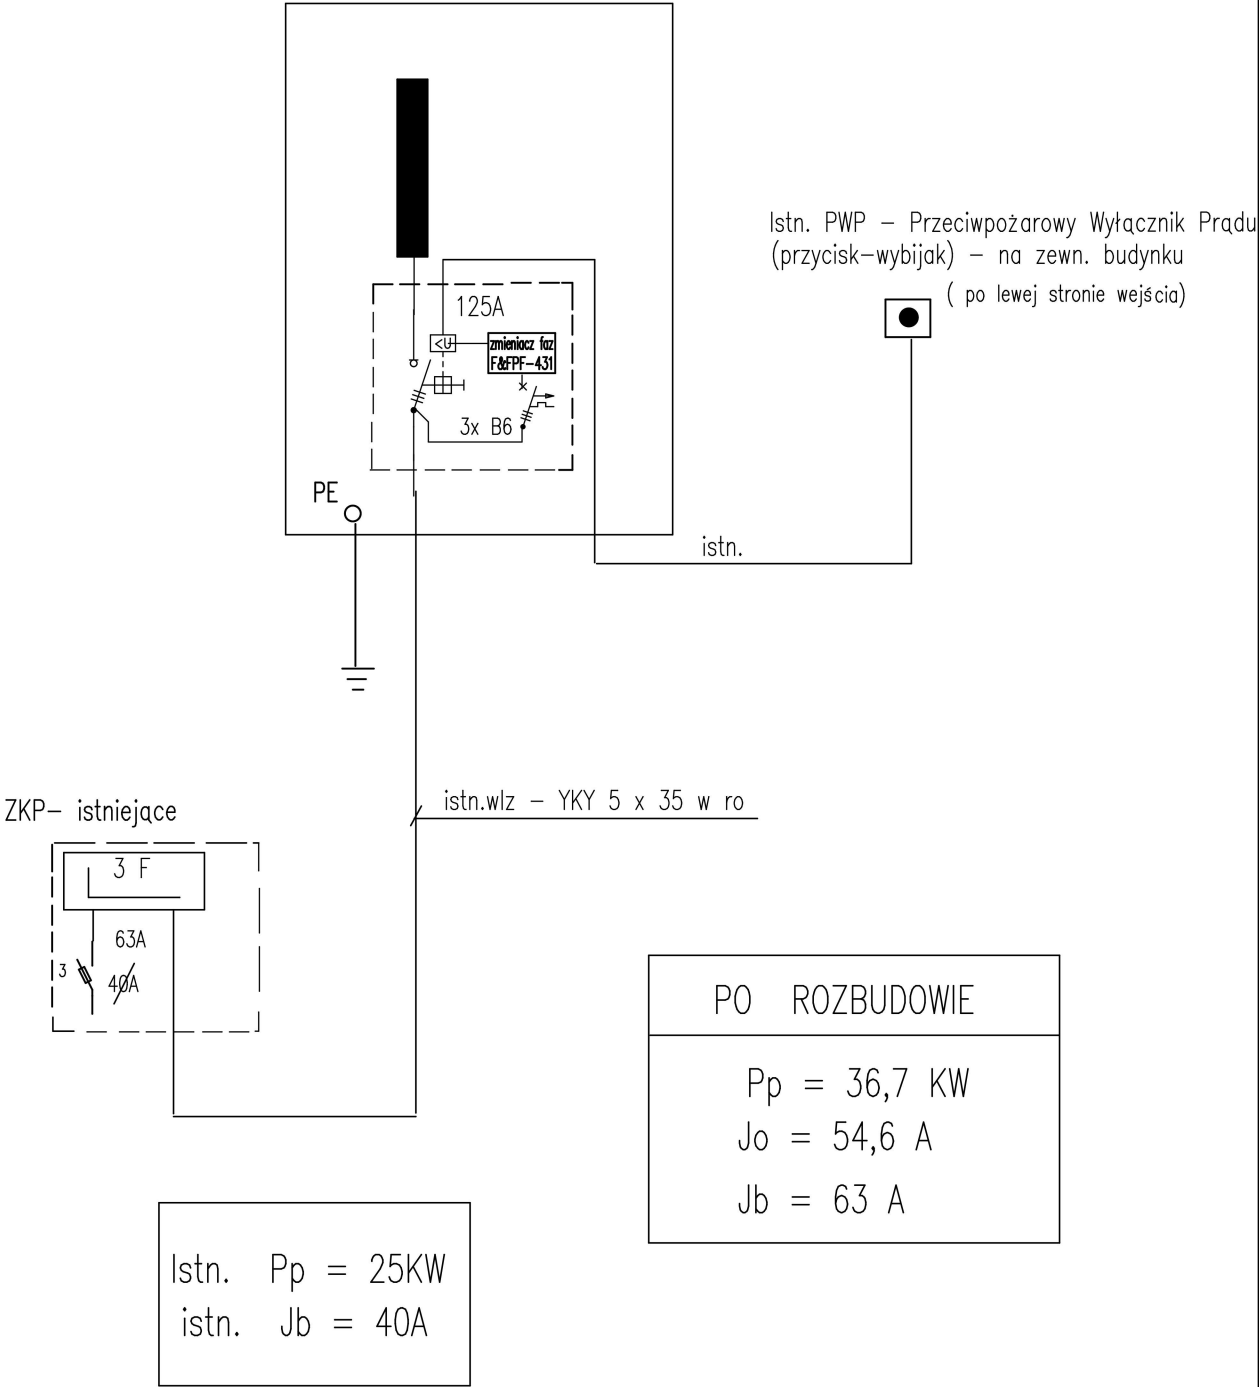 Istn. PWP – Przeciwpożarowy Wyłącznik Prądu
(przycisk–wybijak) – na zewn. budynku
( po lewej stronie wejścia)
125A
<U
zmieniacz faz
F&FPF–431
3x B6
PE
istn.
istn.wlz – YKY 5 x 35 w ro
ZKP– istniejące
3 F
63A
3
40A
PO ROZBUDOWIE
Pp = 36,7 KW
Jo = 54,6 A
Jb = 63 A
Istn. Pp = 25KW
istn. Jb = 40A